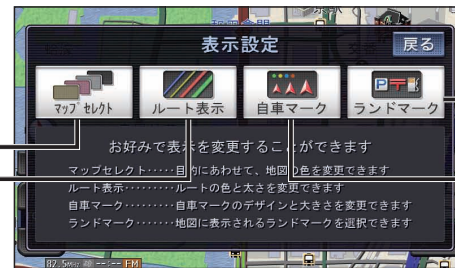 表示設定
戻る
マップセレクト
ルート表示
自車マーク
ランドマーク
お好みで表示を変更することができます
マップセレクト・・・・・目的にあわせて、地図の色を変更できます
ルート表示・・・・・・・・・ルートの色と太さを変更できます
自車マーク・・・・・・・・・自車マークのデザインと大きさを変更できます
ランドマーク・・・・・・・地図に表示されるランドマークを選択できます
82.5MHz --:-- FM